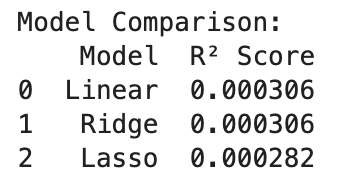 Model Comparison:
Model R² Score
0 Linear 0.000306
1 Ridge 0.000306
2 Lasso 0.000282